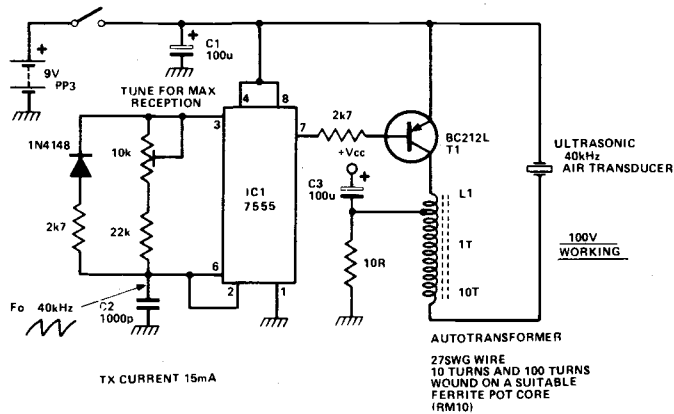 +
9V
PP3
+
C1
100u
TUNE FOR MAX
RECEPTION
4
8
3
7
2k7
+Vcc
+
C3
100u
BC212L
T1
ULTRASONIC
40kHz
AIR TRANSDUCER
1N4148
10k
IC1
7555
L1
2k7
22k
10R
1T
10T
100V
WORKING
6
2
1
Fo 40kHz
C2
1000p
AUTOTRANSFORMER
27SWG WIRE
10 TURNS AND 100 TURNS
WOUND ON A SUITABLE
FERRITE POT CORE
(RM10)
TX CURRENT 15mA